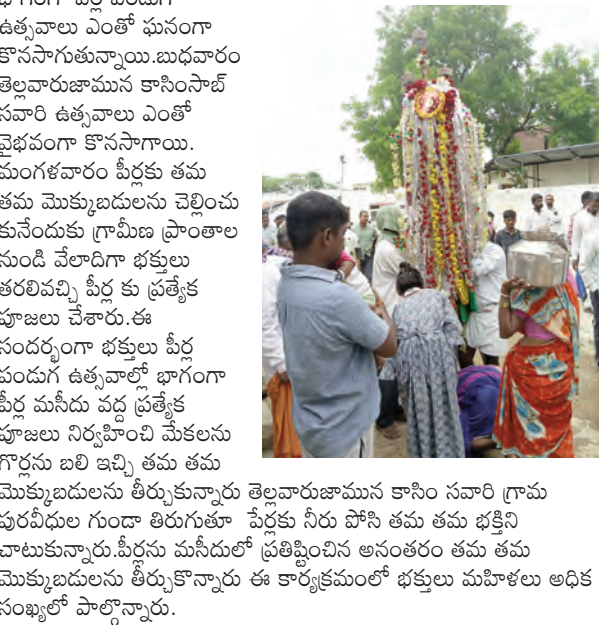 ఉత్సవాలు ఎంతో ఘనంగా
కొనసాగుతున్నాయి.బుధవారం
తెల్లవారుజామున కాసింసాబ్
సవారి ఉత్సవాలు ఎంతో
వైభవంగా కొనసాగాయి.
మంగళవారం పీర్లకు తమ
తమ మొక్కుబడులను చెల్లించు
కునేందుకు గ్రామీణ ప్రాంతాల
నుండి వేలాదిగా భక్తులు
తరలివచ్చి పీర్ల కు ప్రత్యేక
పూజలు చేశారు.ఈ
సందర్భంగా భక్తులు పీర్ల
పండుగ ఉత్సవాల్లో భాగంగా
పీర్ల మసీదు వద్ద ప్రత్యేక
పూజలు నిర్వహించి మేకలను
గొర్లను బలి ఇచ్చి తమ తమ
మొక్కుబడులను తీర్చుకున్నారు తెల్లవారుజామున కాసిం సవారి గ్రామ
పురవీధుల గుండా తిరుగుతూ పేర్లకు నీరు పోసి తమ తమ భక్తిని
చాటుకున్నారు.పీర్లను మసీదులో ప్రతిష్టించిన అనంతరం తమ తమ
మొక్కుబడులను తీర్చుకొన్నారు ఈ కార్యక్రమంలో భక్తులు మహిళలు అధిక
సంఖ్యలో పాల్గొన్నారు.